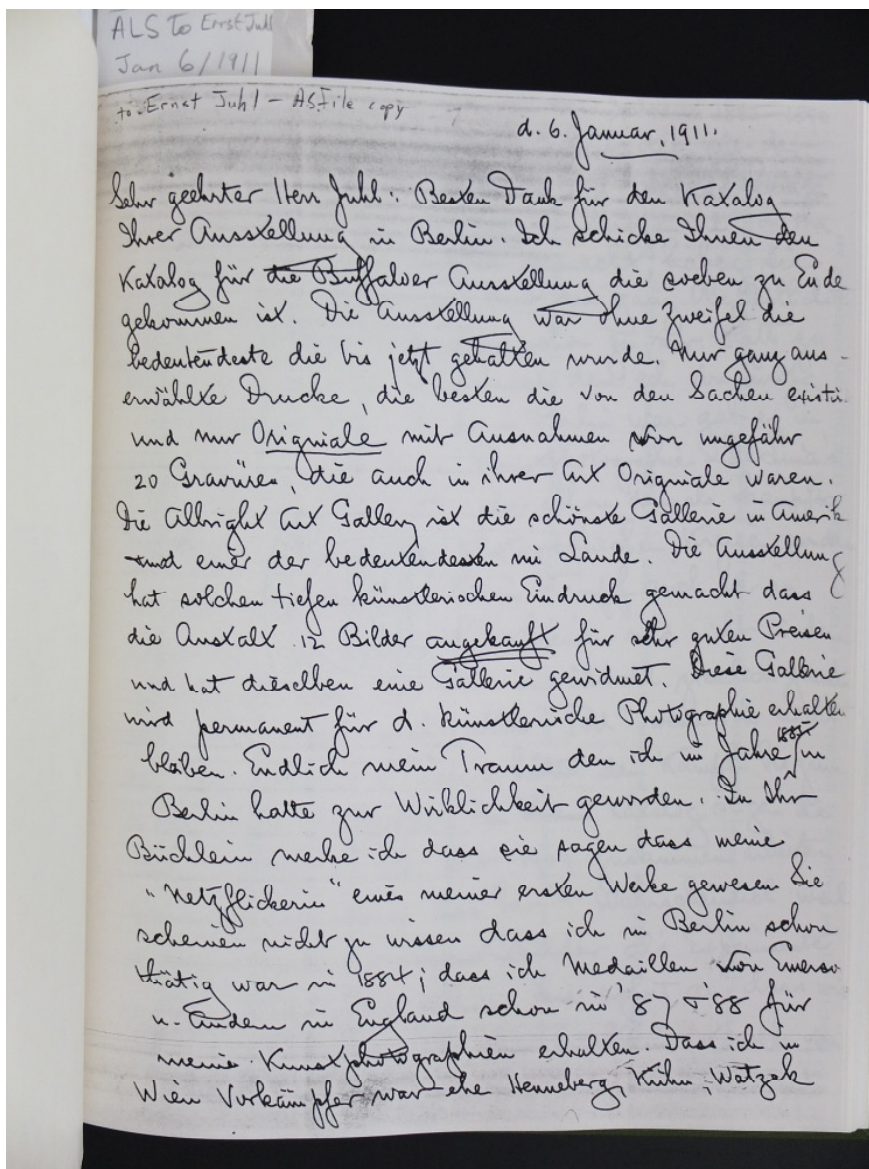 ALS to Ernst Juhl
Jan 6/1911
to: Ernst Juhl – AS File copy
d. 6. Januar, 1911.
Sehr geehrter Herr Juhl: Besten Dank für den Katalog
Ihrer Ausstellung in Berlin. Ich schicke Ihnen den
Katalog für die Buffaloer Ausstellung die soeben zu Ende
gekommen ist. Die Ausstellung war ohne Zweifel die
bedeutendeste die bis jetzt gehalten wurde. Nur ganz aus-
erwählte Drucke, die besten die von den Sachen existi
und nur Originale mit Ausnahmen von ungefähr
20 Gravüren, die auch in ihrer Art Originale waren.
Die Albright Art Gallery ist die schönste Gallerie in Amerik
und einer der bedeutendesten im Lande. Die Ausstellung
hat solchen tiefen künstlerischen Eindruck gemacht dass
die Anstalt 12 Bilder angekauft für sehr guten Preisen
und hat dieselben eine Gallerie gewidmet. Diese Gallerie
wird permanent für d. künstlerische Photographie erhalten
bleiben. Endlich mein Traum den ich im Jahre 1884 in
Berlin hatte zur Wirklichkeit geworden. In Ihr
Büchlein merke ich dass sie sagen dass meine
"Netzflickerin" eines meiner ersten Werke gewesen Sie
scheinen nicht zu wissen dass ich in Berlin schon
thätig war in 1884; dass ich Medaillen von Emerso
u. Andern in England schon in '87 & '88 für
meine Kunstphotographien erhalten. Dass ich in
Wien Vorkämpfer war ehe Henneberg, Kühn, Watzek